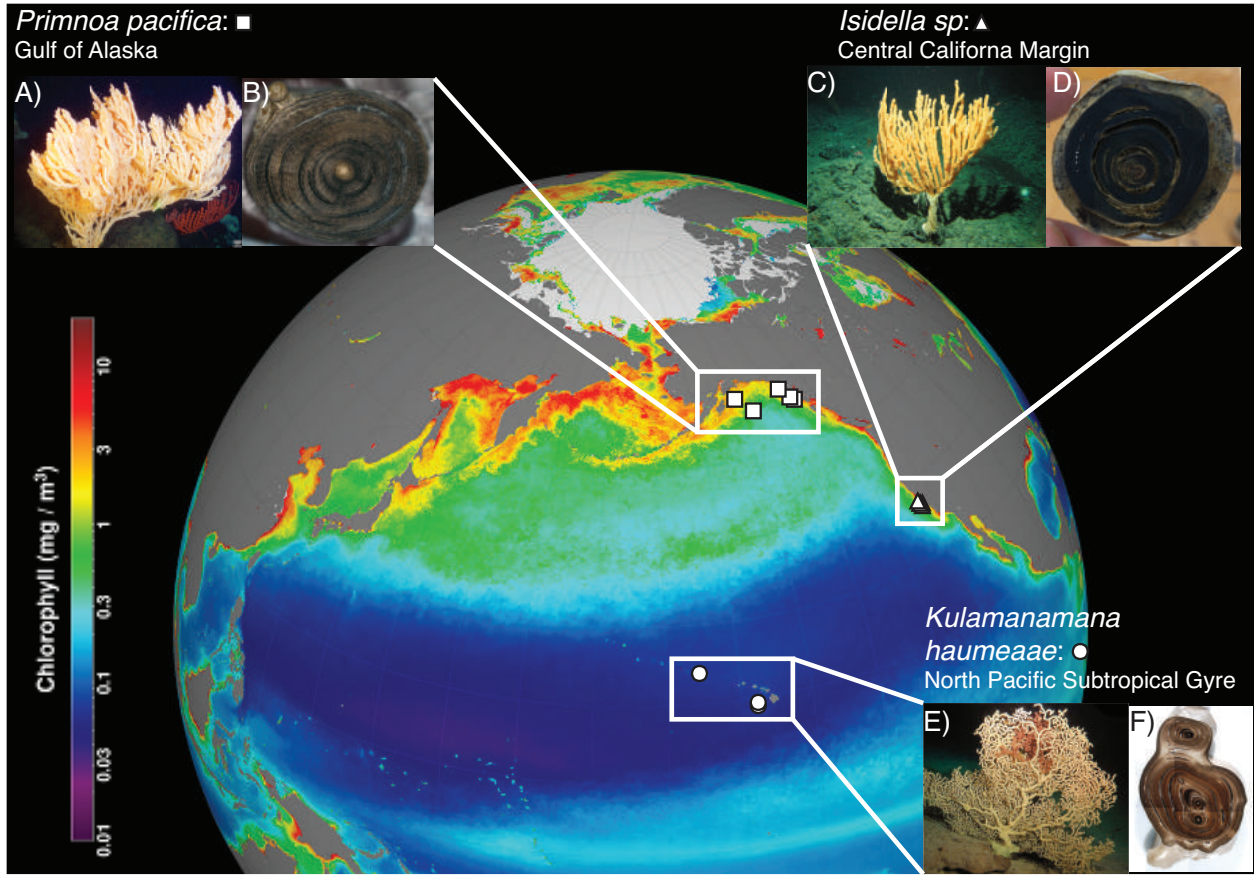 Primnoa pacifica:
Gulf of Alaska
Isidella sp:
Central Californa Margin
A)
B)
C)
D)
10
3
1
0.3
0.1
0.03
0.01
Chlorophyll (mg / m³)
Kulamanamana
haumeaae:
North Pacific Subtropical Gyre
E)
F)